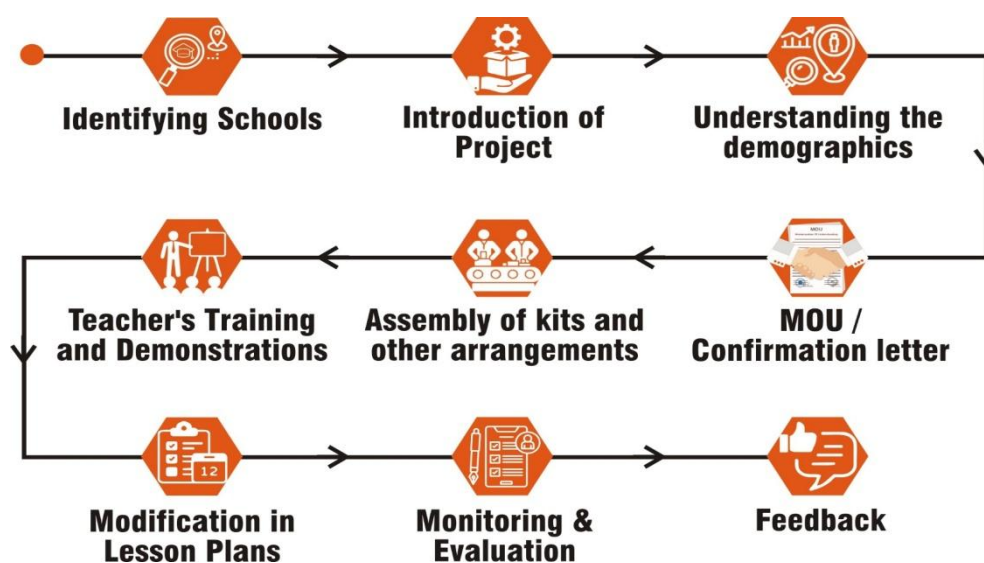 Identifying Schools
Introduction of
Project
Understanding the
demographics
MOU
MOU /
Confirmation letter
Assembly of kits and
other arrangements
Teacher's Training
and Demonstrations
12
Modification in
Lesson Plans
Monitoring &
Evaluation
Feedback